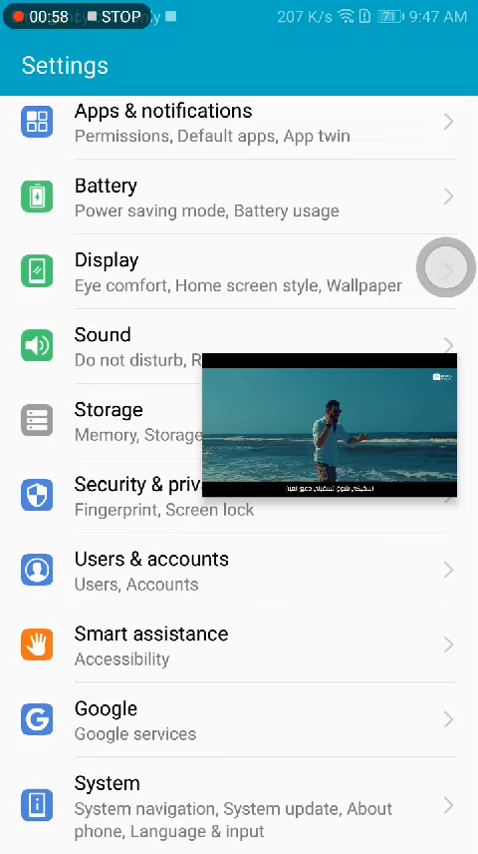 00:58 STOP
207 K/s 71 9:47 AM
Settings
Apps & notifications
Permissions, Default apps, App twin
Battery
Power saving mode, Battery usage
Display
Eye comfort, Home screen style, Wallpaper
Sound
Do not disturb, R
Storage
Memory, Storage
Security & priv
Fingerprint, Screen lock
Users & accounts
Users, Accounts
Smart assistance
Accessibility
Google
Google services
System
System navigation, System update, About
phone, Language & input